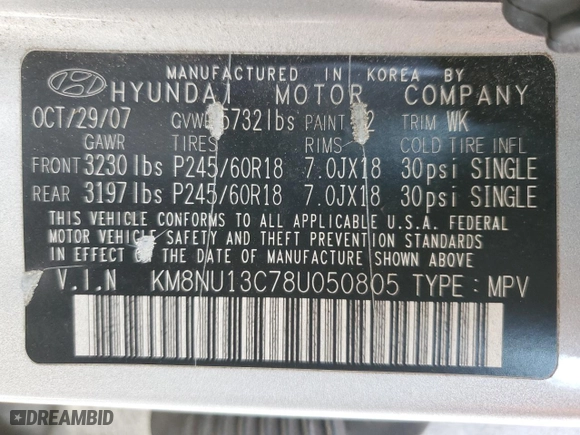 MANUFACTURED IN KOREA BY
HYUNDAI MOTOR COMPANY
OCT/29/07 5732lbs PAINT TRIM WK
GAWR TIRES RIMS COLD TIRE INFL
FRONT 3230lbs P245/60R18 7.0JX18 30psi SINGLE
REAR 3197lbs P245/60R18 7.0JX18 30psi SINGLE
THIS VEHICLE CONFORMS TO ALL APPLICABLE U.S.A. FEDERAL
MOTOR VEHICLE SAFETY AND THEFT PREVENTION STANDARDS
IN EFFECT ON THE DATE OF MANUFACTURE SHOWN ABOVE.
V.I.N KM8NU13C78U050805 TYPE : MPV
DREAMBID